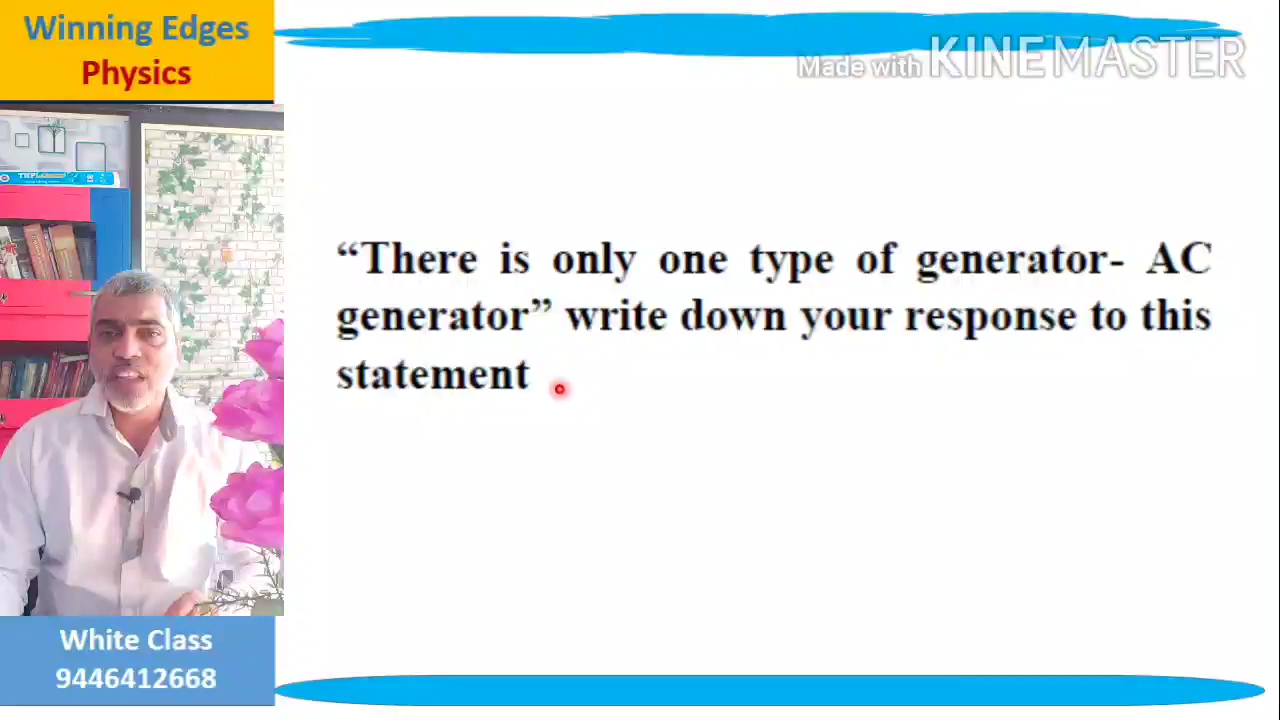 Winning Edges
Physics
Made with KINEMASTER
“There is only one type of generator- AC
generator” write down your response to this
statement
White Class
9446412668